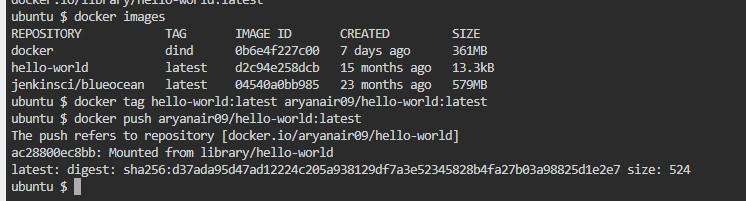 docker.io/library/hello-world:latest
ubuntu $ docker images
REPOSITORY TAG IMAGE ID CREATED SIZE
docker dind 0b6e4f227c00 7 days ago 361MB
hello-world latest d2c94e258dcb 15 months ago 13.3kB
jenkinsci/blueocean latest 04540a0bb985 23 months ago 579MB
ubuntu $ docker tag hello-world:latest aryanair09/hello-world:latest
ubuntu $ docker push aryanair09/hello-world:latest
The push refers to repository [docker.io/aryanair09/hello-world]
ac28800ec8bb: Mounted from library/hello-world
latest: digest: sha256:d37ada95d47ad12224c205a938129df7a3e52345828b4fa27b03a98825d1e2e7 size: 524
ubuntu $